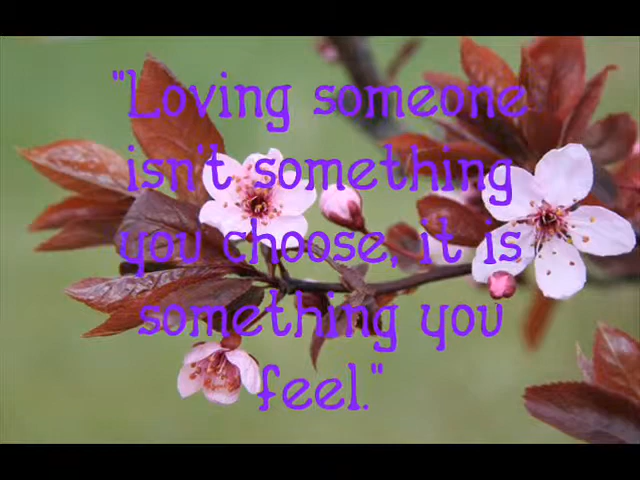 "Loving someone
isn't something
you choose, it is
something you
feel."